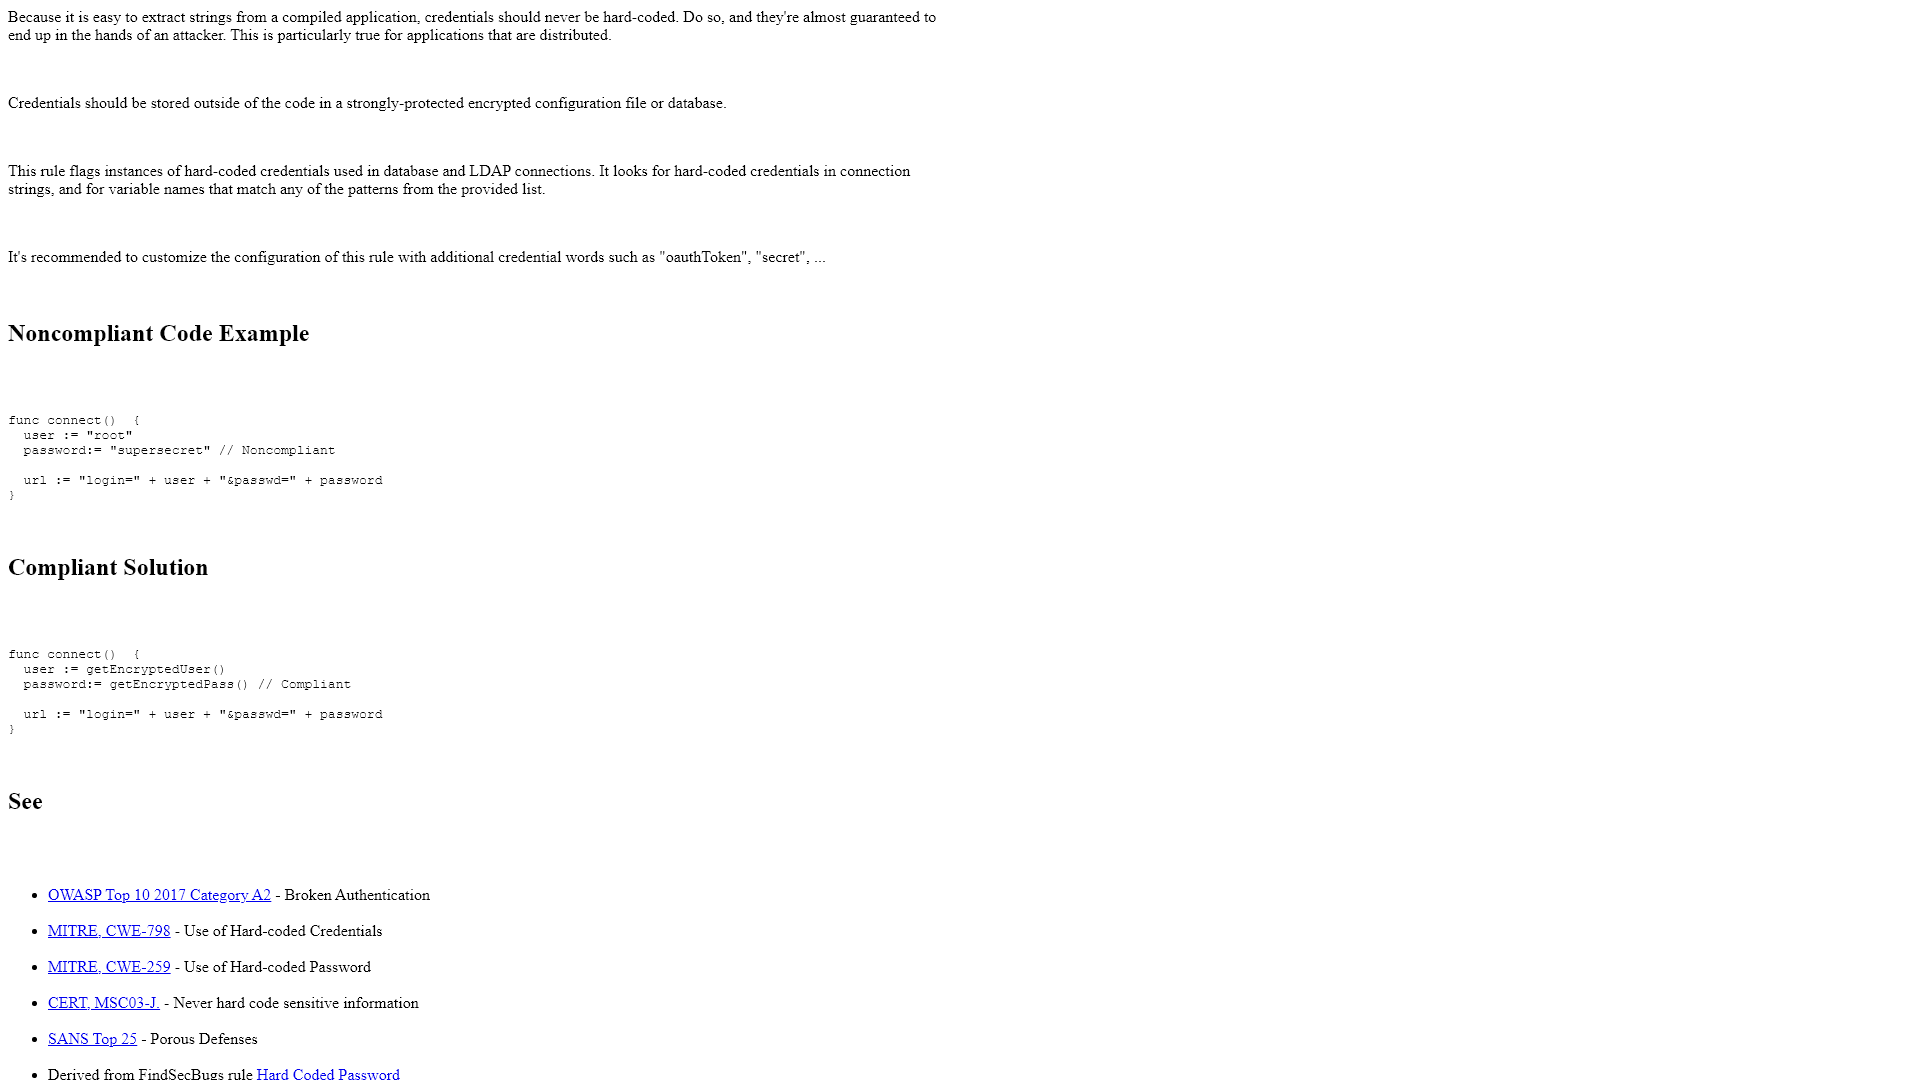 Because it is easy to extract strings from a compiled application, credentials should never be hard-coded. Do so, and they're almost guaranteed to
end up in the hands of an attacker. This is particularly true for applications that are distributed.
Credentials should be stored outside of the code in a strongly-protected encrypted configuration file or database.
This rule flags instances of hard-coded credentials used in database and LDAP connections. It looks for hard-coded credentials in connection
strings, and for variable names that match any of the patterns from the provided list.
It's recommended to customize the configuration of this rule with additional credential words such as "oauthToken", "secret", ...
Noncompliant Code Example
func connect()  {
  user := "root"
  password:= "supersecret" // Noncompliant
  url := "login=" + user + "&passwd=" + password
}
Compliant Solution
func connect()  {
  user := getEncryptedUser()
  password:= getEncryptedPass() // Compliant
  url := "login=" + user + "&passwd=" + password
}
See
• OWASP Top 10 2017 Category A2 - Broken Authentication
• MITRE, CWE-798 - Use of Hard-coded Credentials
• MITRE, CWE-259 - Use of Hard-coded Password
• CERT, MSC03-J. - Never hard code sensitive information
• SANS Top 25 - Porous Defenses
• Derived from FindSecBugs rule Hard Coded Password